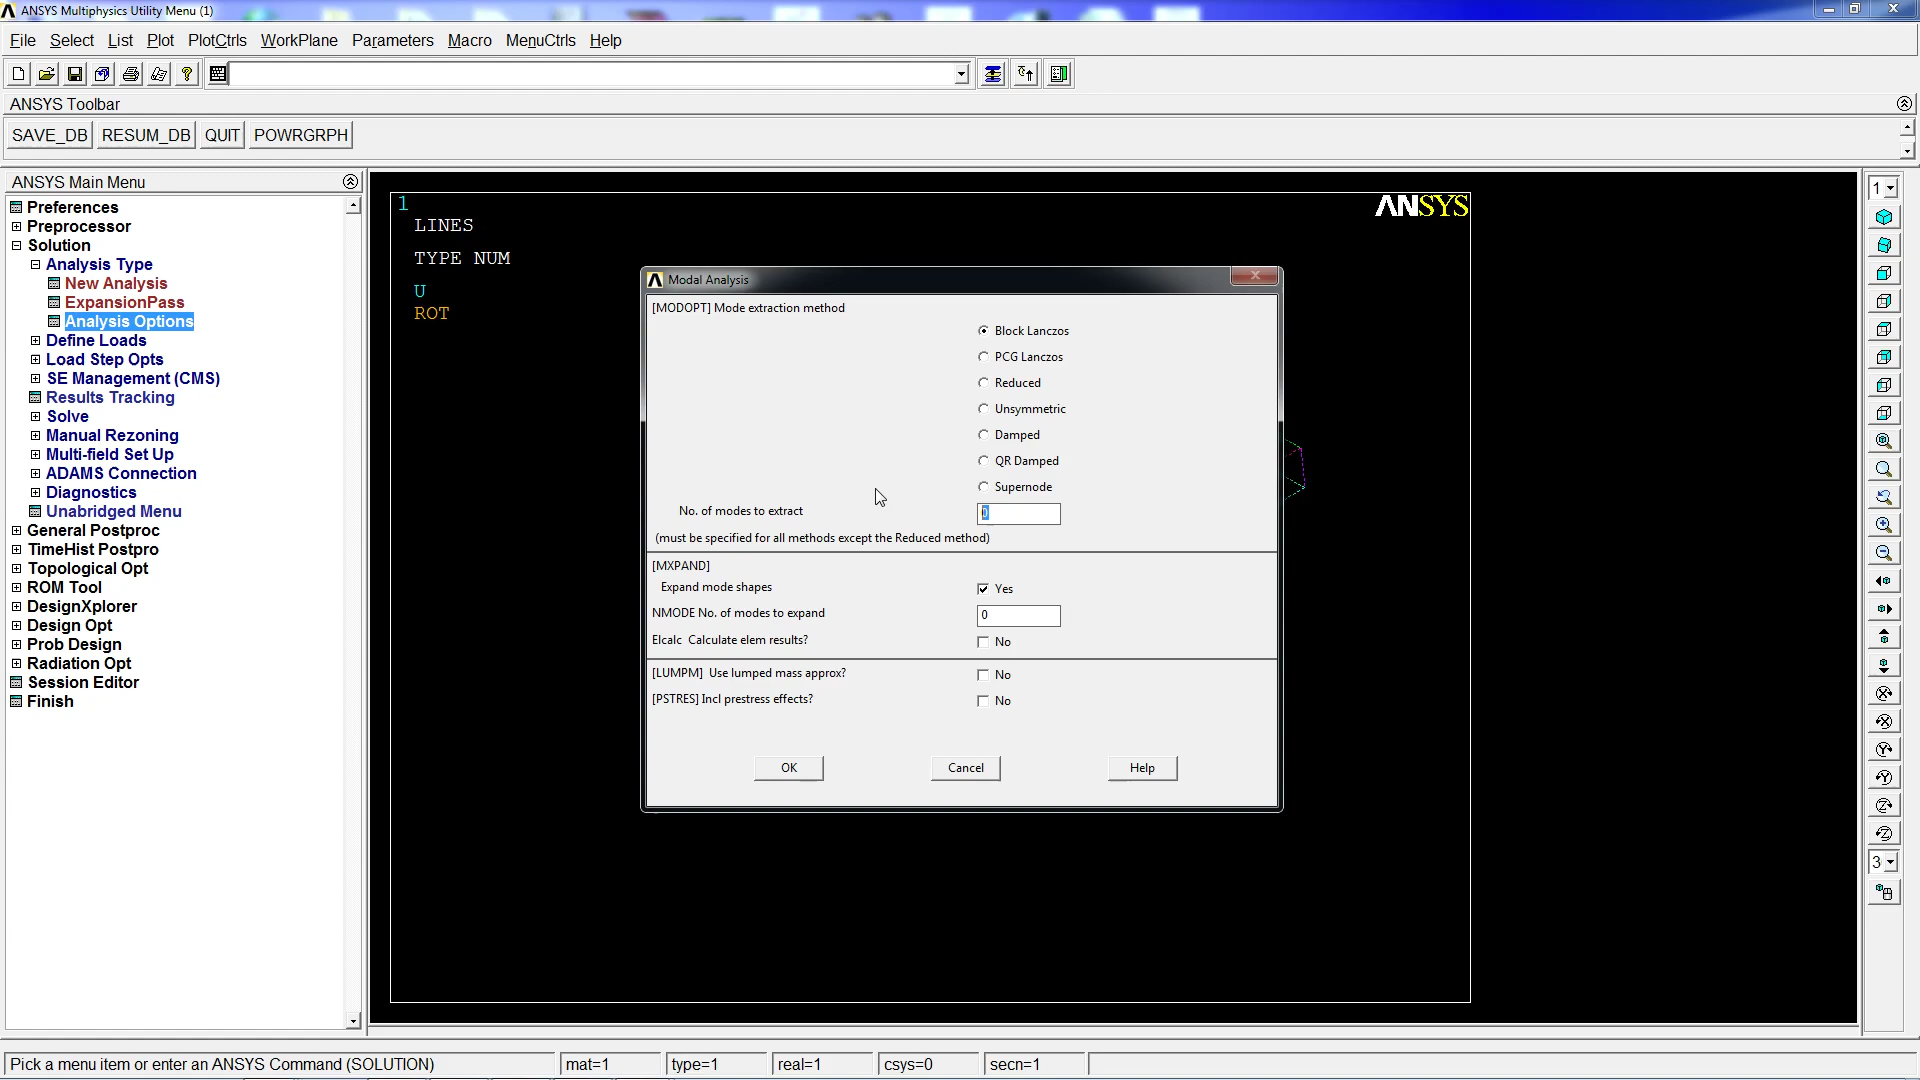 ANSYS Multiphysics Utility Menu (1)
File Select List Plot PlotCtrls WorkPlane Parameters Macro MenuCtrls Help
ANSYS Toolbar
SAVE_DB RESUM_DB QUIT POWRGRPH
ANSYS Main Menu
Preferences
Preprocessor
Solution
Analysis Type
New Analysis
ExpansionPass
Analysis Options
Define Loads
Load Step Opts
SE Management (CMS)
Results Tracking
Solve
Manual Rezoning
Multi-field Set Up
ADAMS Connection
Diagnostics
Unabridged Menu
General Postproc
TimeHist Postpro
Topological Opt
ROM Tool
DesignXplorer
Design Opt
Prob Design
Radiation Opt
Session Editor
Finish
1
LINES
TYPE NUM
U
ROT
ANSYS
Modal Analysis
[MODOPT] Mode extraction method
Block Lanczos
PCG Lanczos
Reduced
Unsymmetric
Damped
QR Damped
Supernode
No. of modes to extract 0
(must be specified for all methods except the Reduced method)
[MXPAND]
Expand mode shapes Yes
NMODE No. of modes to expand 0
Elcalc Calculate elem results? No
[LUMPM] Use lumped mass approx? No
[PSTRES] Incl prestress effects? No
OK Cancel Help
1
3
Pick a menu item or enter an ANSYS Command (SOLUTION) mat=1 type=1 real=1 csys=0 secn=1